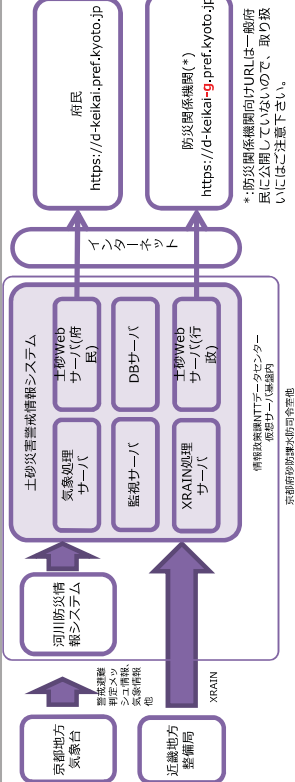 府民
https://d-keikai.pref.kyoto.jp
防災関係機関(*)
https://d-keikai-g.pref.kyoto.jp
*:防災関係機関向けURLは一般府
民に公開していないので、取り扱
いにはご注意下さい。
インターネット
土砂災害警戒情報システム
土砂Web
サーバ(府
民)
DBサーバ
土砂Web
サーバ(行
政)
気象処理
サーバ
監視サーバ
XRAIN処理
サーバ
情報政策課NTTデータセンター
仮想サーバ基盤内
京都府砂防課水防司令室他
河川防災情
報システム
警戒避難
判定メッ
シュ情報、
気象情報
他
XRAIN
京都地方
気象台
近畿地方
整備局